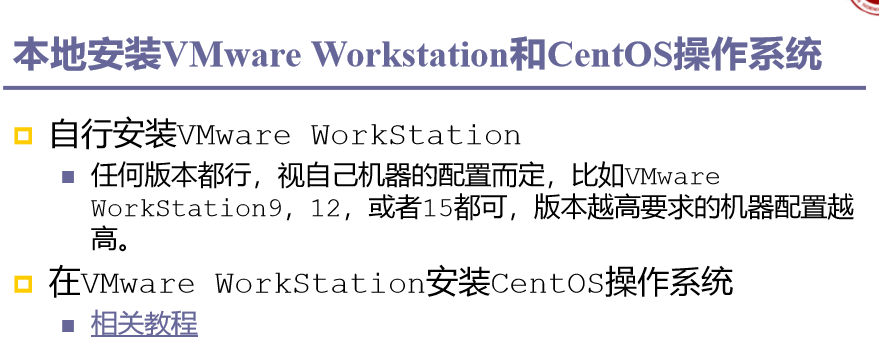 本地安装VMware Workstation和CentOS操作系统
自行安装VMware WorkStation
任何版本都行，视自己机器的配置而定，比如VMware
WorkStation9，12，或者15都可，版本越高要求的机器配置越
高。
在VMware WorkStation安装CentOS操作系统
相关教程